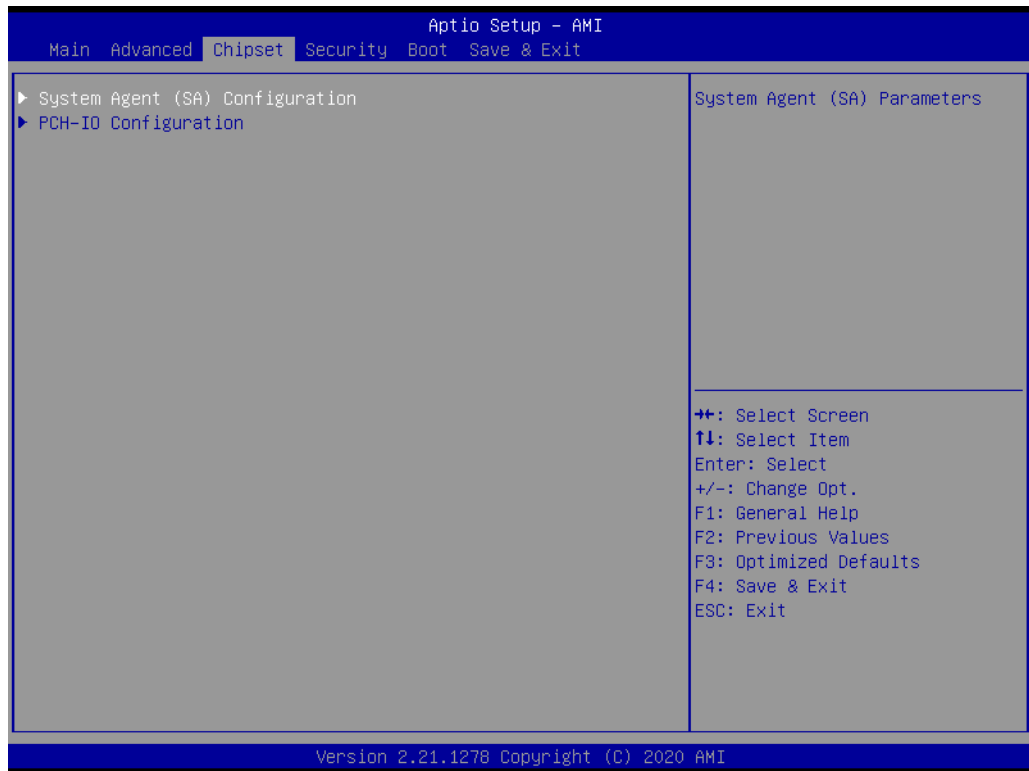 Aptio Setup – AMI
Main Advanced Chipset Security Boot Save & Exit
▶ System Agent (SA) Configuration
▶ PCH-IO Configuration
System Agent (SA) Parameters
→←: Select Screen
↑↓: Select Item
Enter: Select
+/-: Change Opt.
F1: General Help
F2: Previous Values
F3: Optimized Defaults
F4: Save & Exit
ESC: Exit
Version 2.21.1278 Copyright (C) 2020 AMI